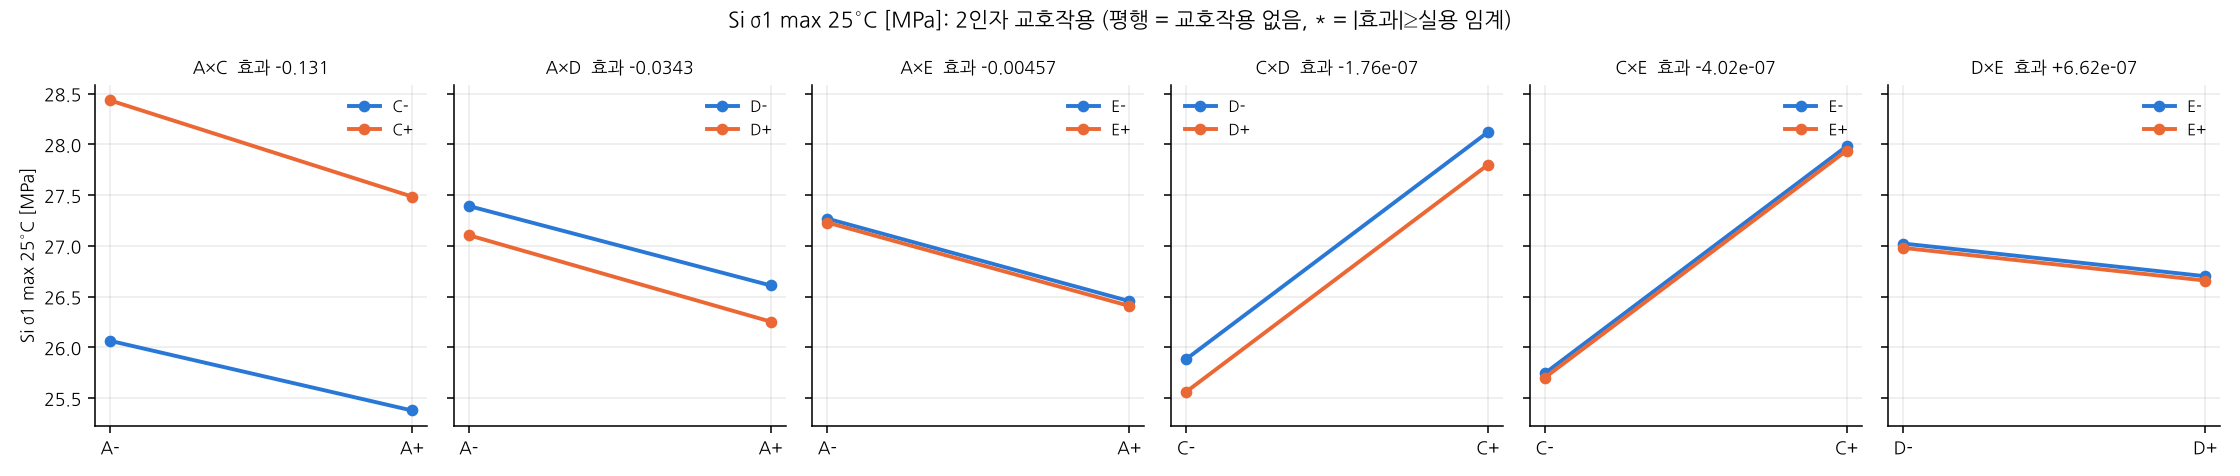 Si σ1 max 25°C [MPa]: 2인자 교호작용 (평행 = 교호작용 없음, * = |효과|≥실용 임계)
A×C 효과 -0.131
A×D 효과 -0.0343
A×E 효과 -0.00457
C×D 효과 -1.76e-07
C×E 효과 -4.02e-07
D×E 효과 +6.62e-07
Si σ1 max 25°C [MPa]
28.5
28.0
27.5
27.0
26.5
26.0
25.5
C-
C+
A-
A+
D-
D+
A-
A+
E-
E+
A-
A+
D-
D+
C-
C+
E-
E+
C-
C+
E-
E+
D-
D+